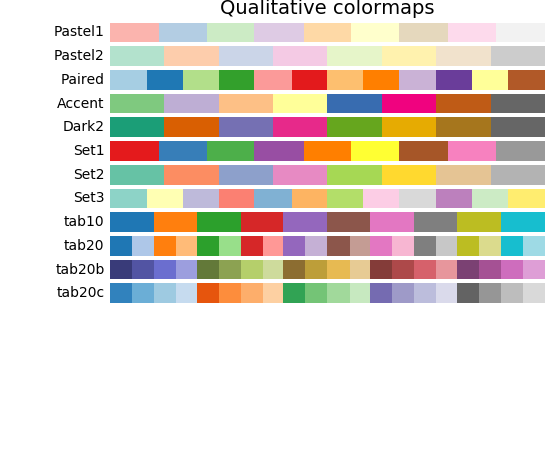 Qualitative colormaps
Pastel1
Pastel2
Paired
Accent
Dark2
Set1
Set2
Set3
tab10
tab20
tab20b
tab20c